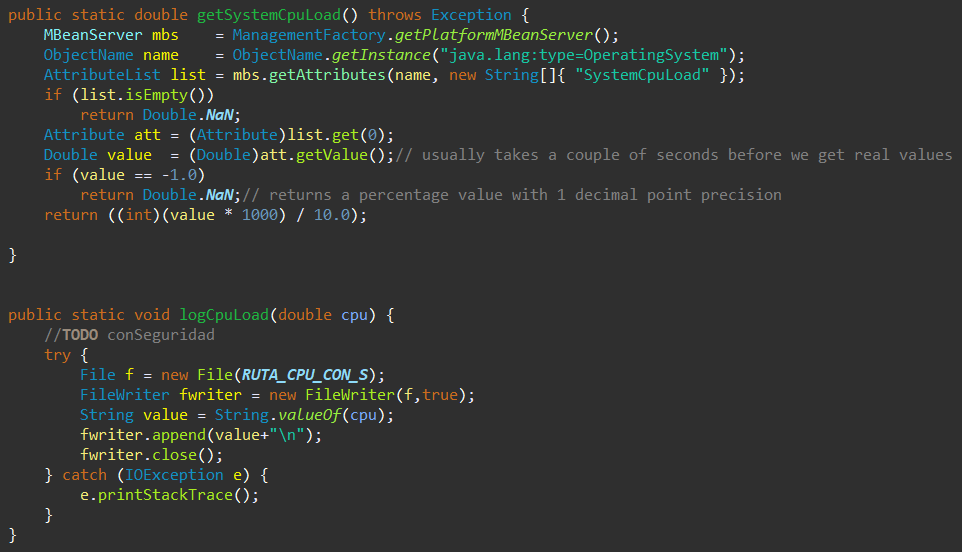 public static double getSystemCpuLoad() throws Exception {
    MBeanServer mbs    = ManagementFactory.getPlatformMBeanServer();
    ObjectName name    = ObjectName.getInstance("java.lang:type=OperatingSystem");
    AttributeList list = mbs.getAttributes(name, new String[]{ "SystemCpuLoad" });
    if (list.isEmpty())
        return Double.NaN;
    Attribute att = (Attribute)list.get(0);
    Double value  = (Double)att.getValue();// usually takes a couple of seconds before we get real values
    if (value == -1.0)
        return Double.NaN;// returns a percentage value with 1 decimal point precision
    return ((int)(value * 1000) / 10.0);

}


public static void logCpuLoad(double cpu) {
    //TODO conSeguridad
    try {
        File f = new File(RUTA_CPU_CON_S);
        FileWriter fwriter = new FileWriter(f,true);
        String value = String.valueOf(cpu);
        fwriter.append(value+"\n");
        fwriter.close();
    } catch (IOException e) {
        e.printStackTrace();
    }
}